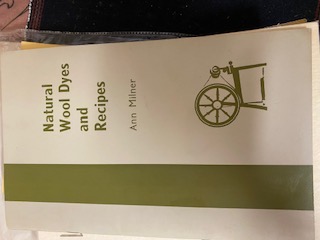 Natural
Wool Dyes
and
Recipes
Ann Milner